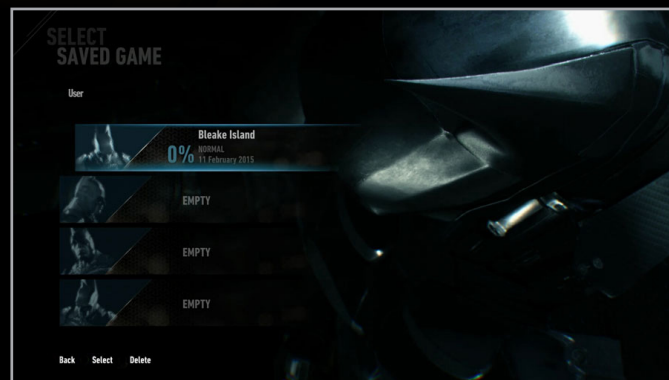 SELECT
SAVED GAME
User
Bleake Island
0% NORMAL
11 February 2015
EMPTY
EMPTY
EMPTY
Back Select Delete